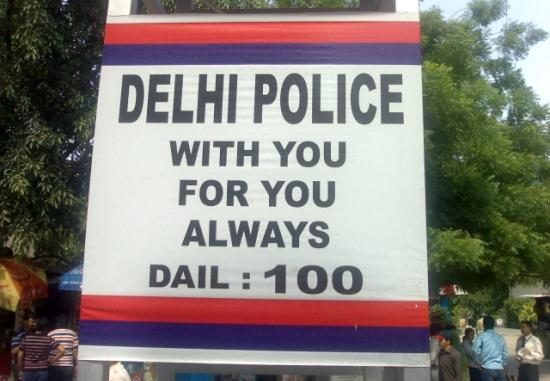 DELHI POLICE
WITH YOU
FOR YOU
ALWAYS
DAIL : 100